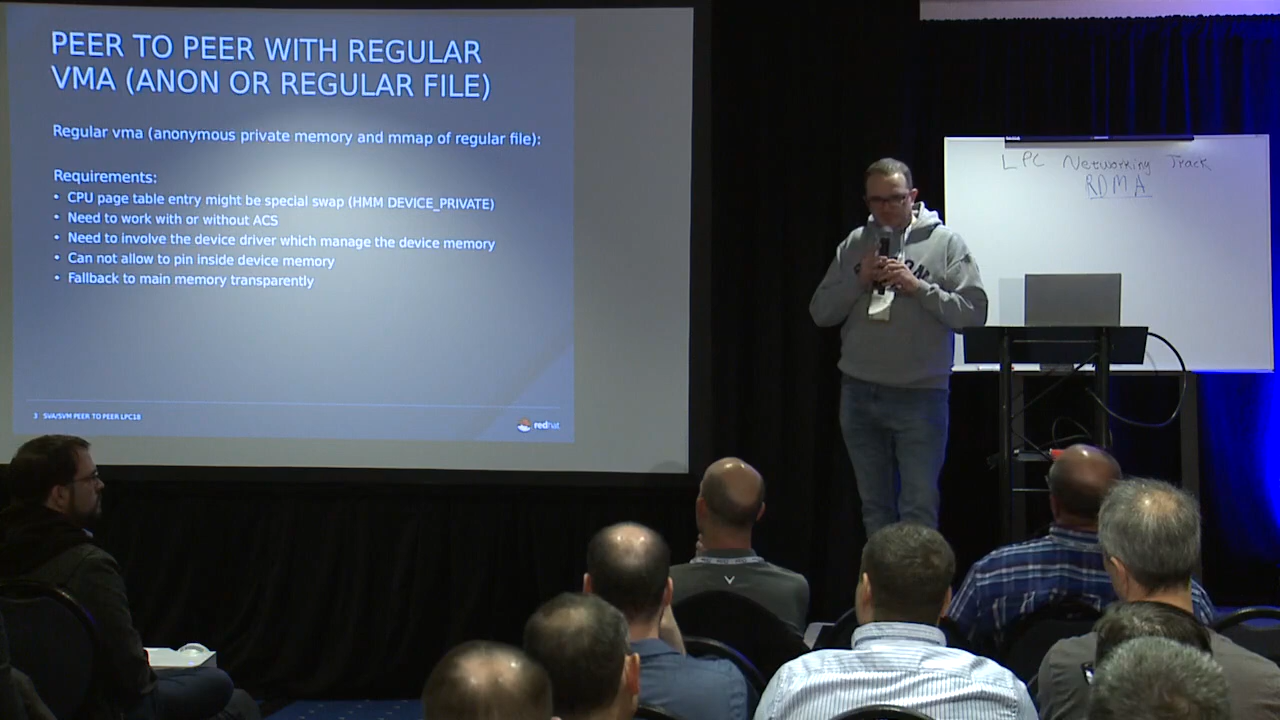 PEER TO PEER WITH REGULAR
VMA (ANON OR REGULAR FILE)
Regular vma (anonymous private memory and mmap of regular file):
Requirements:
• CPU page table entry might be special swap (HMM DEVICE_PRIVATE)
• Need to work with or without ACS
• Need to involve the device driver which manage the device memory
• Can not allow to pin inside device memory
• Fallback to main memory transparently
3 SVA/SVM PEER TO PEER LPC18
redhat
LPC Networking Track
RDMA